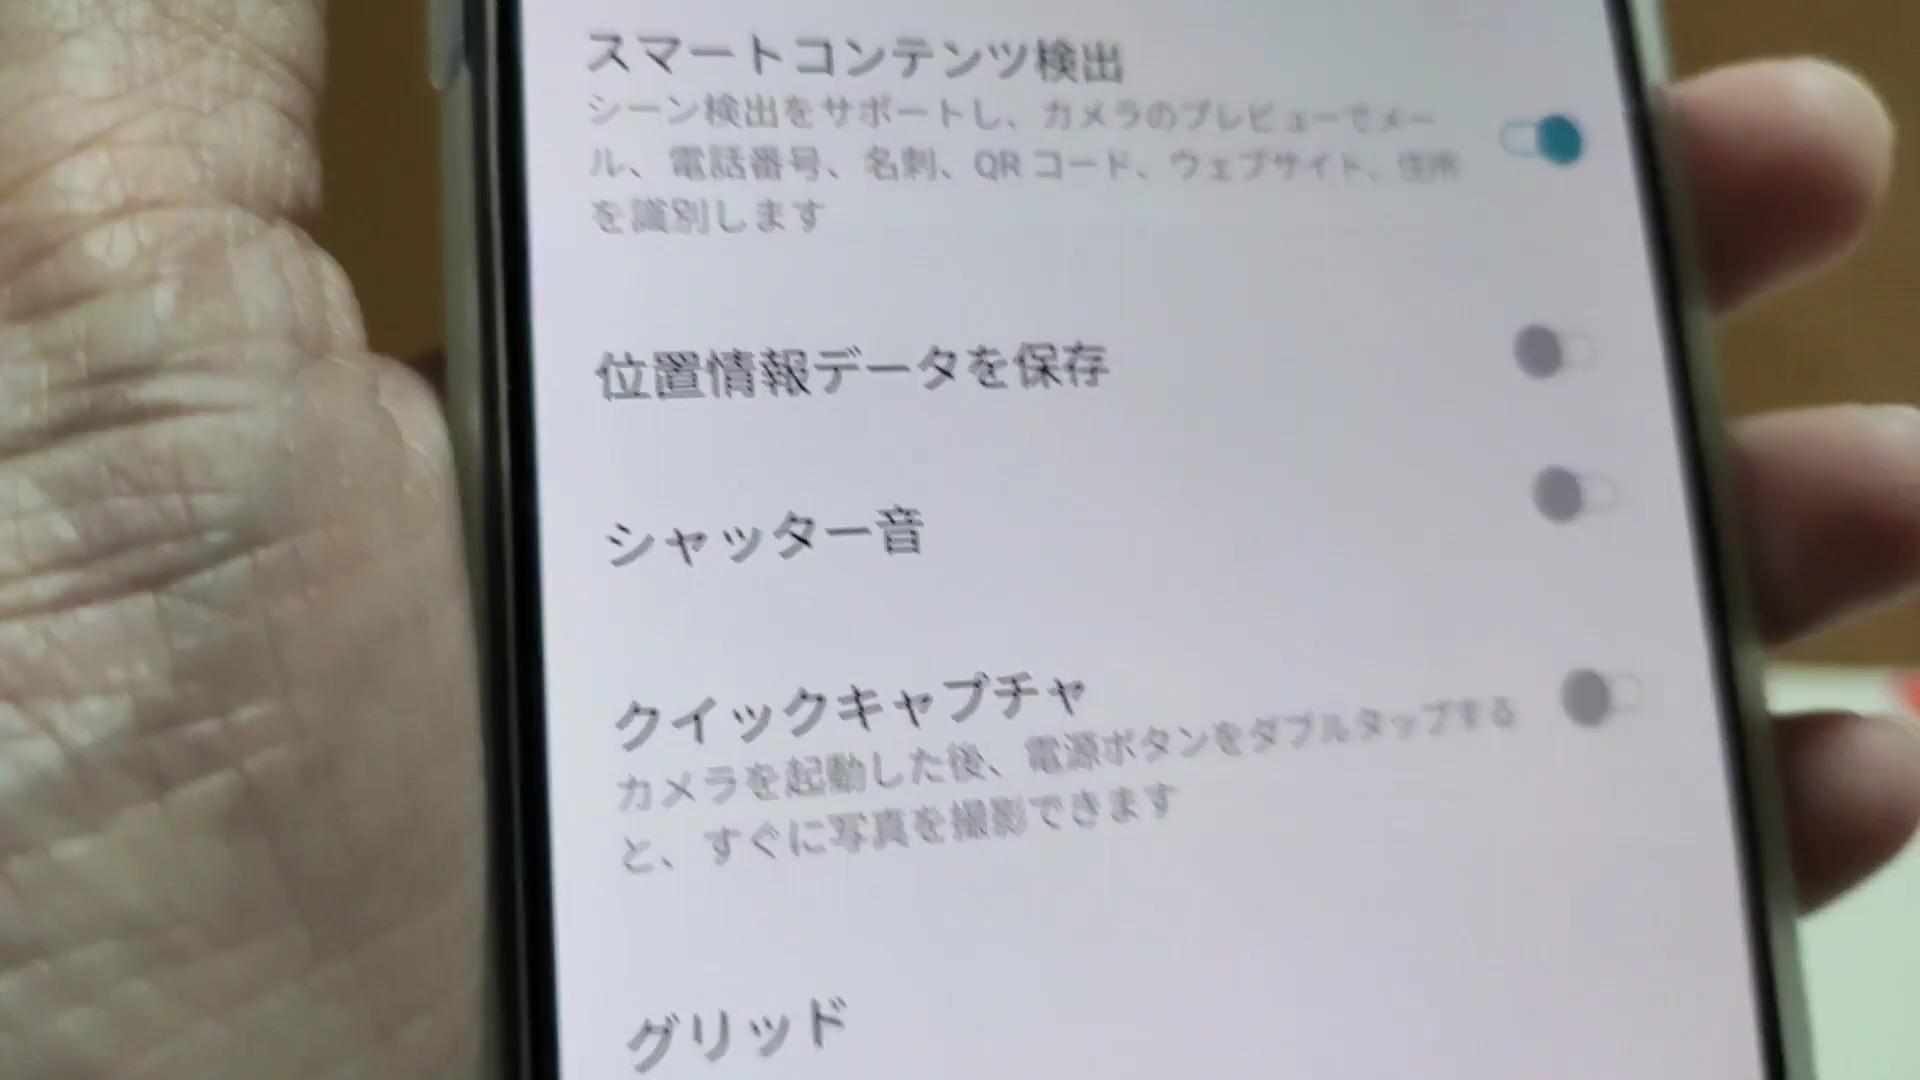 スマートコンテンツ検出
シーン検出をサポートし、カメラのプレビューでメー
ル、電話番号、名刺、QR コード、ウェブサイト、住所
を識別します
位置情報データを保存
シャッター音
クイックキャプチャ
カメラを起動した後、電源ボタンをダブルタップする
と、すぐに写真を撮影できます
グリッド